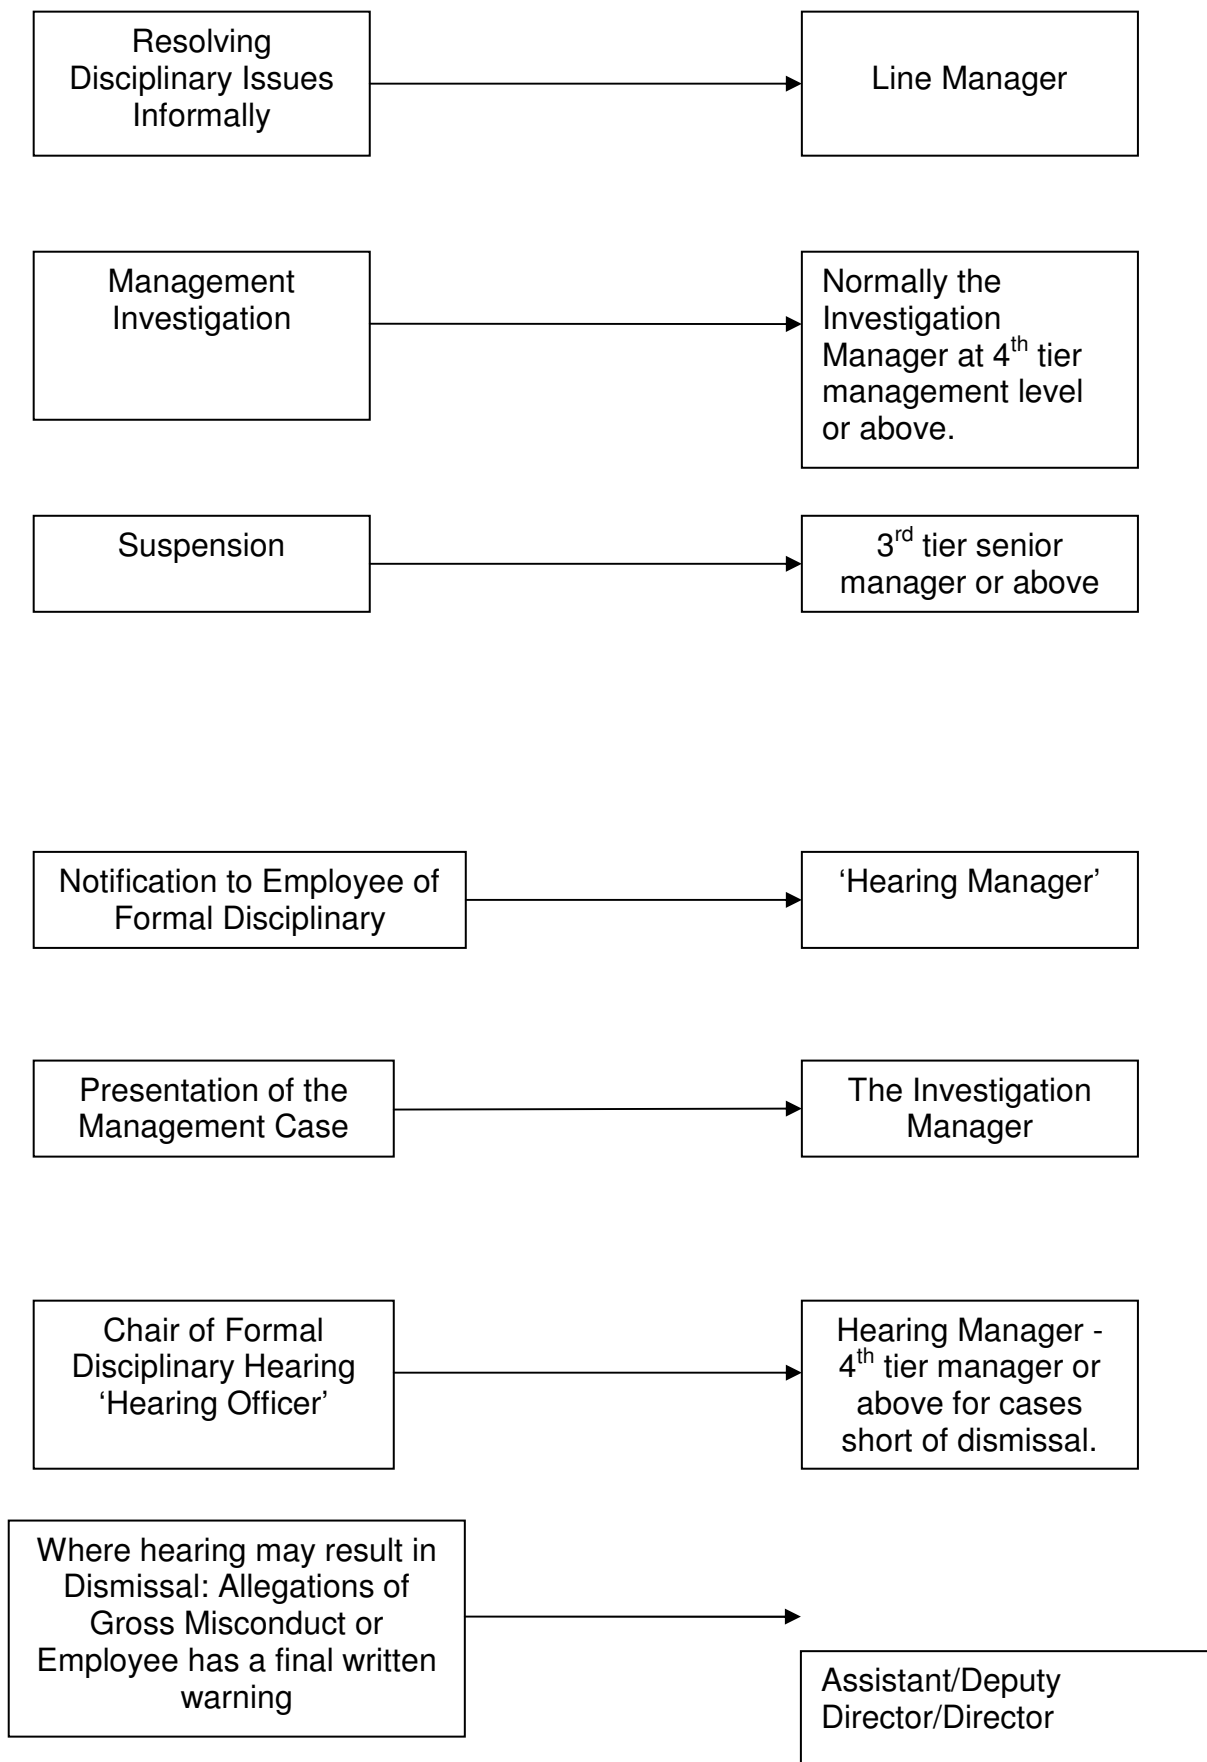 Resolving
Disciplinary Issues
Informally
Line Manager
Management
Investigation
Normally the
Investigation
Manager at 4th tier
management level
or above.
Suspension
3rd tier senior
manager or above
Notification to Employee of
Formal Disciplinary
‘Hearing Manager’
Presentation of the
Management Case
The Investigation
Manager
Chair of Formal
Disciplinary Hearing
‘Hearing Officer’
Hearing Manager -
4th tier manager or
above for cases
short of dismissal.
Where hearing may result in
Dismissal: Allegations of
Gross Misconduct or
Employee has a final written
warning
Assistant/Deputy
Director/Director